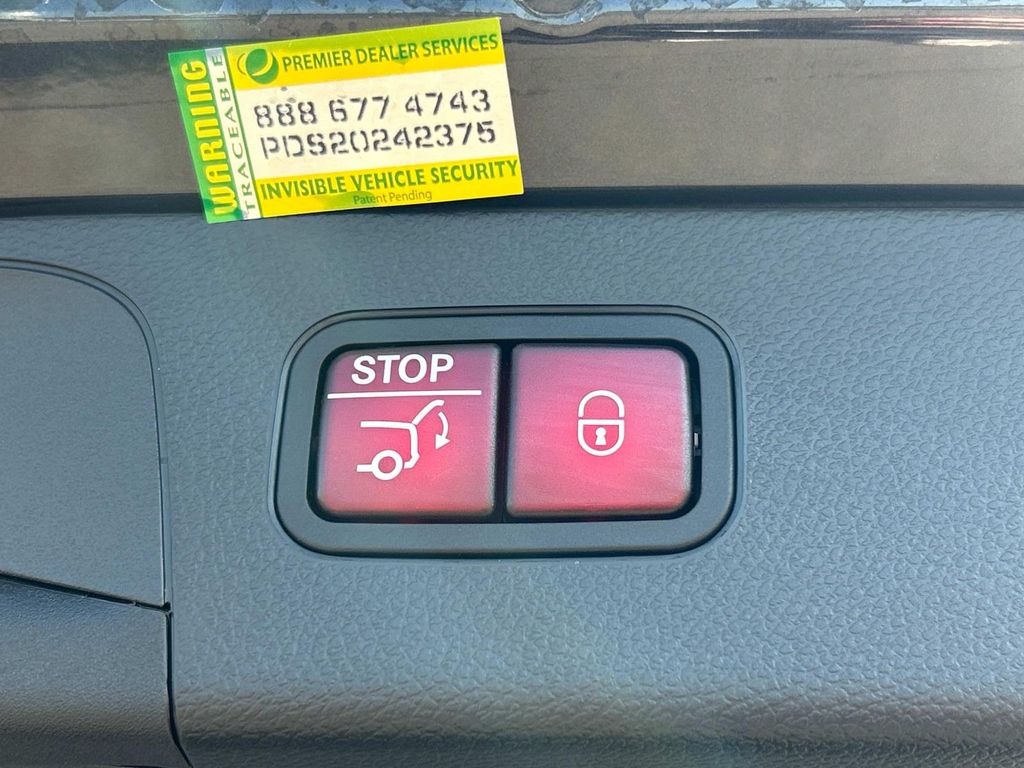 WARNING
TRACEABLE
PREMIER DEALER SERVICES
888 677 4743
PDS20242375
INVISIBLE VEHICLE SECURITY
Patent Pending
STOP